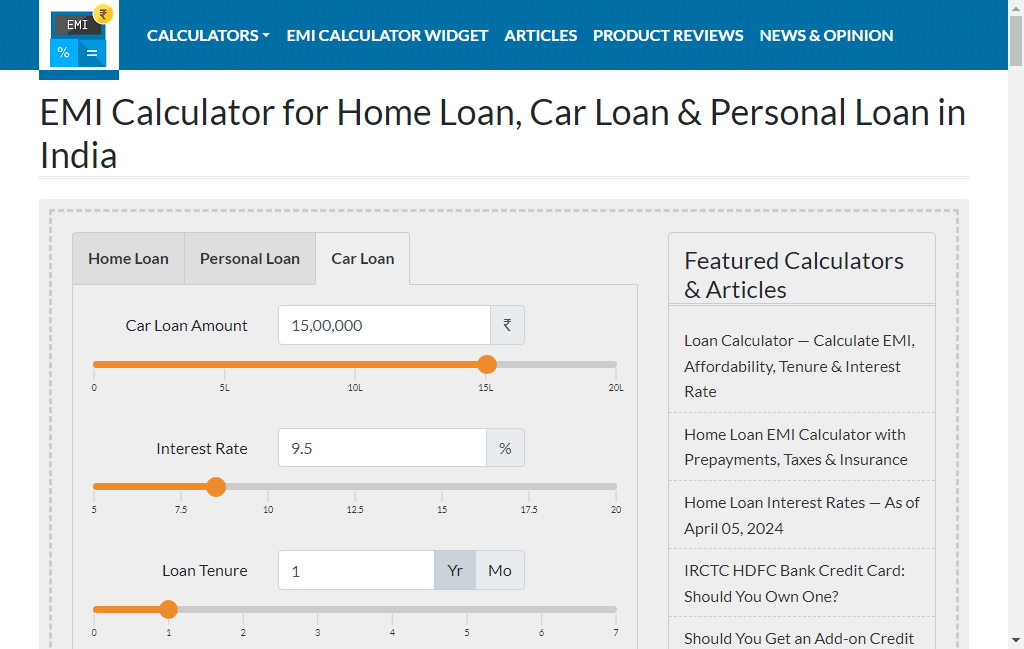 EMI ₹
% =
CALCULATORS EMI CALCULATOR WIDGET ARTICLES PRODUCT REVIEWS NEWS & OPINION
EMI Calculator for Home Loan, Car Loan & Personal Loan in
India
Home Loan Personal Loan Car Loan
Car Loan Amount 15,00,000 ₹
0 5L 10L 15L 20L
Interest Rate 9.5 %
5 7.5 10 12.5 15 17.5 20
Loan Tenure 1 Yr Mo
0 1 2 3 4 5 6 7
Featured Calculators
& Articles
Loan Calculator — Calculate EMI,
Affordability, Tenure & Interest
Rate
Home Loan EMI Calculator with
Prepayments, Taxes & Insurance
Home Loan Interest Rates — As of
April 05, 2024
IRCTC HDFC Bank Credit Card:
Should You Own One?
Should You Get an Add-on Credit